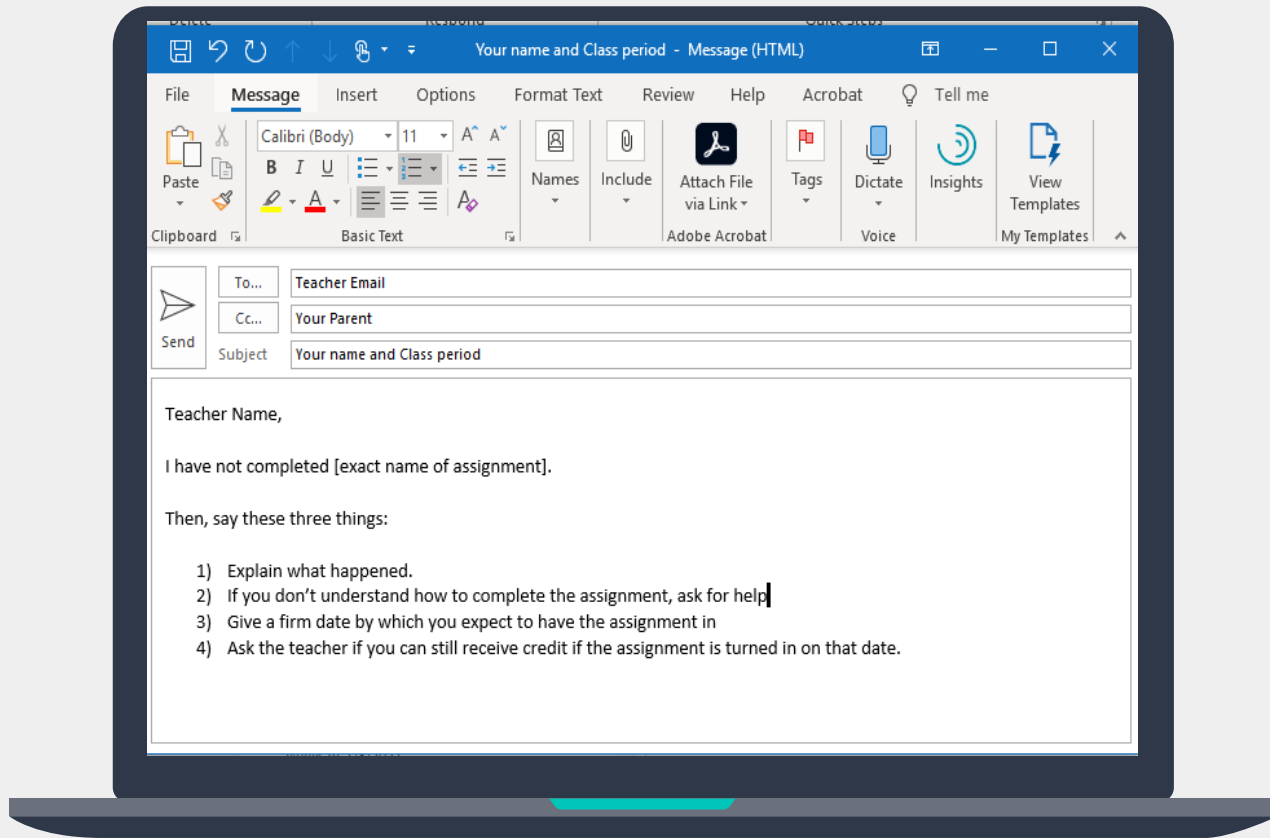 Your name and Class period - Message (HTML)
File Message Insert Options Format Text Review Help Acrobat Tell me
Calibri (Body) 11 A A
B I U
A
Paste Names Include Attach File via Link Tags Dictate Insights View Templates
Clipboard Basic Text Adobe Acrobat Voice My Templates
To... Teacher Email
Cc... Your Parent
Send
Subject Your name and Class period
Teacher Name,
I have not completed [exact name of assignment].
Then, say these three things:
1) Explain what happened.
2) If you don’t understand how to complete the assignment, ask for help
3) Give a firm date by which you expect to have the assignment in
4) Ask the teacher if you can still receive credit if the assignment is turned in on that date.